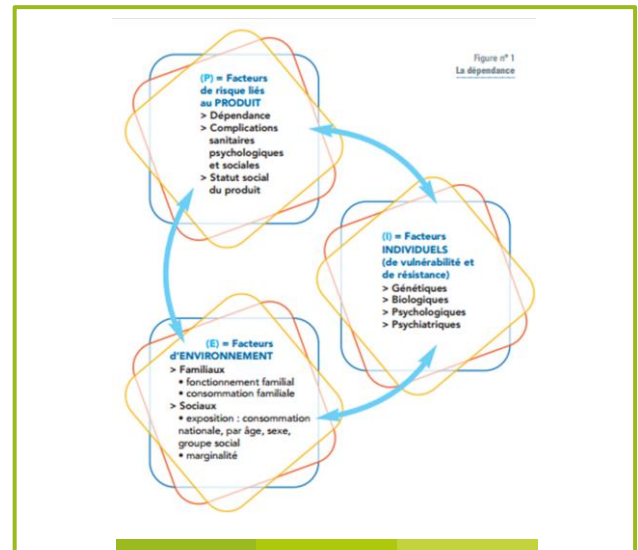 Figure n° 1
La dépendance
(P) = Facteurs
de risque liés
au PRODUIT
> Dépendance
> Complications
sanitaires
psychologiques
et sociales
> Statut social
du produit
(I) = Facteurs
INDIVIDUELS
(de vulnérabilité et
de résistance)
> Génétiques
> Biologiques
> Psychologiques
> Psychiatriques
(E) = Facteurs
d'ENVIRONNEMENT
> Familiaux
• fonctionnement familial
• consommation familiale
> Sociaux
• exposition : consommation
nationale, par âge, sexe,
groupe social
• marginalité